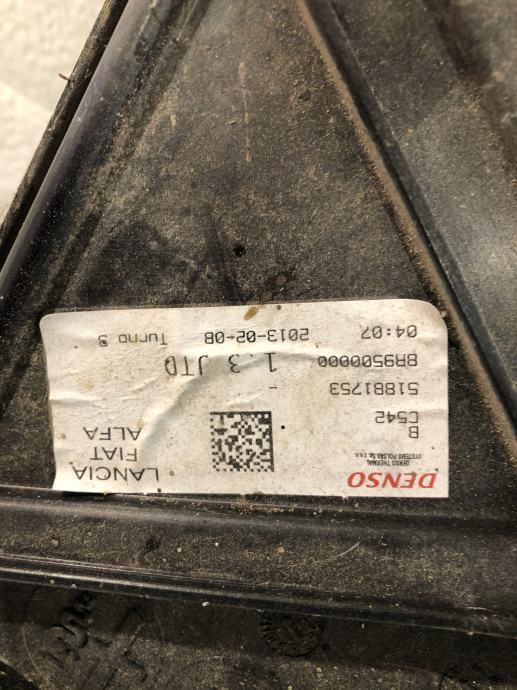 DENSO
DENSO THERMAL
SYSTEMS POLSKA Sp. z o.o.
LANCIA
FIAT
ALFA
B
C542
51881753 -
8A9500000 1.3 JTD
04:07 2013-02-08 Turno 3